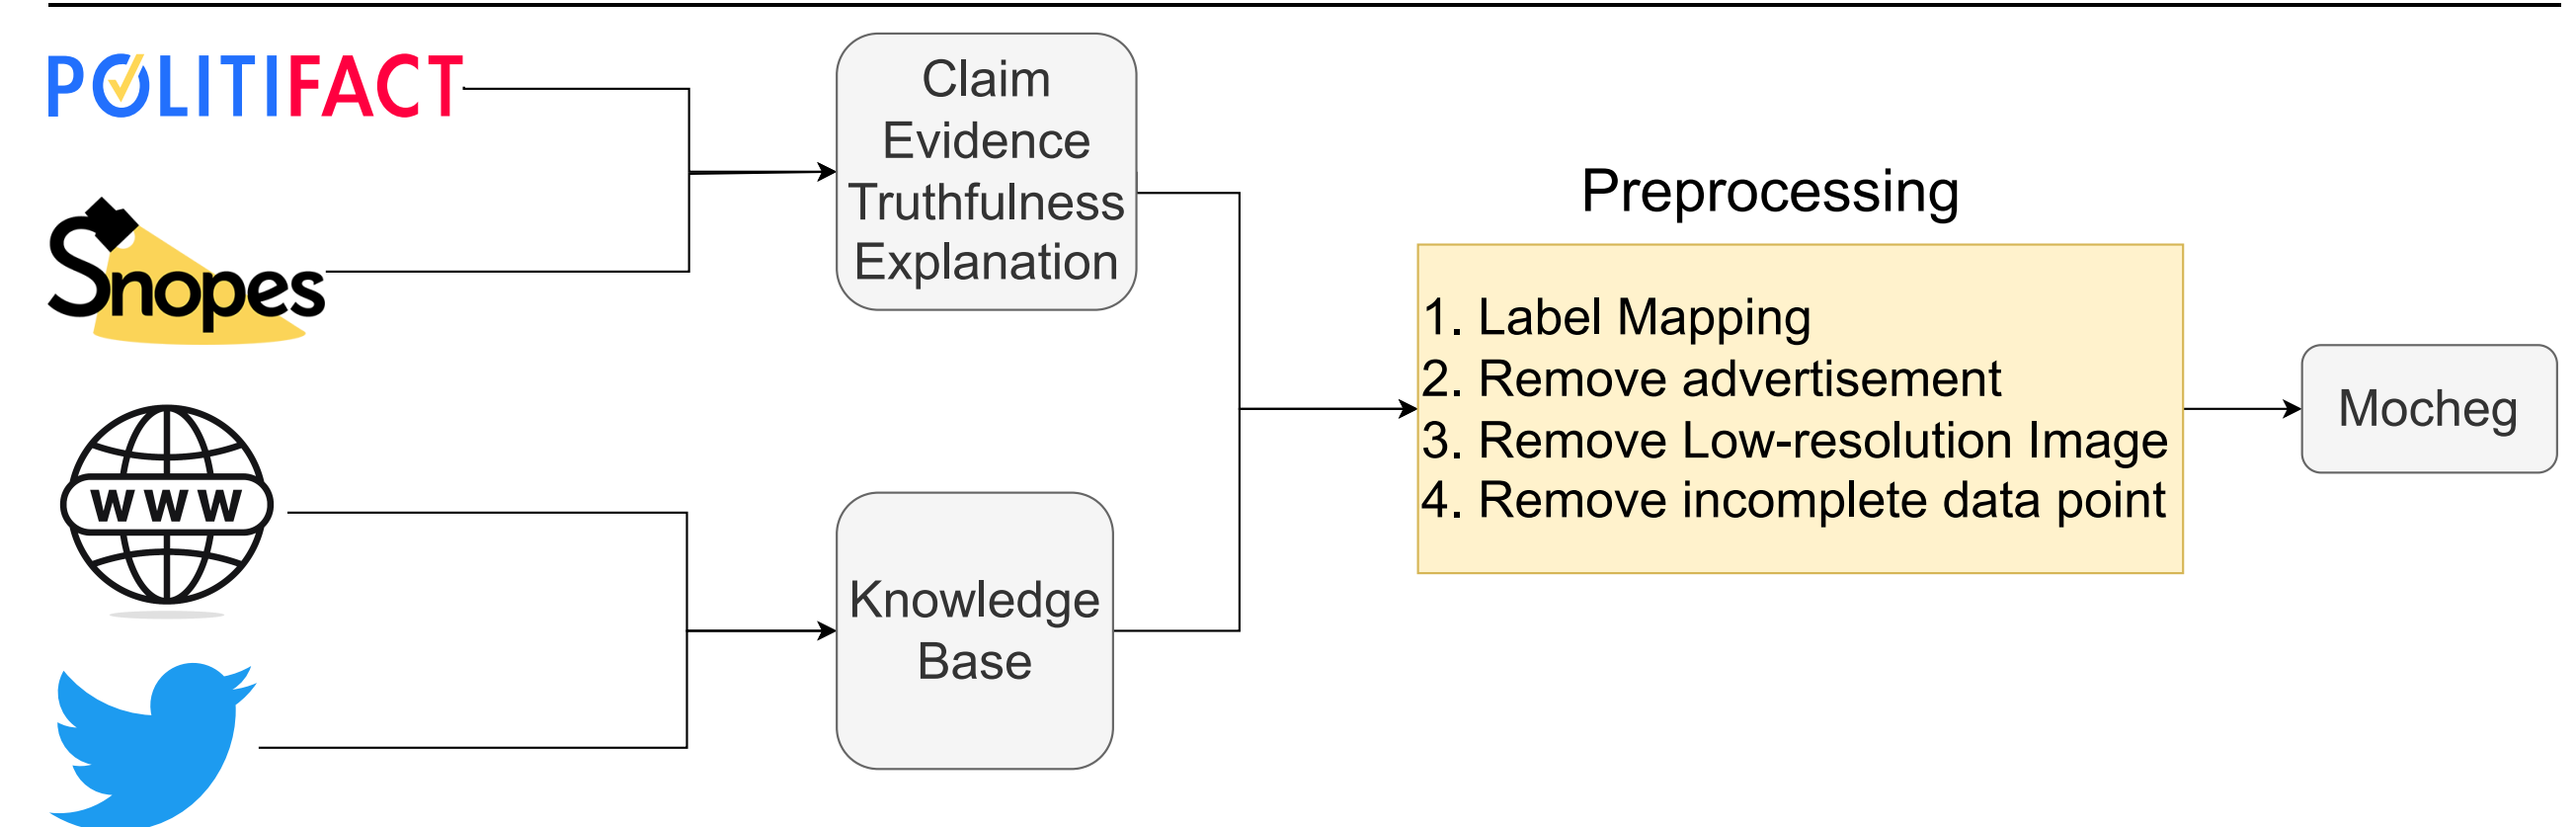 POLITIFACT
Snopes
WWW
Claim
Evidence
Truthfulness
Explanation
Knowledge
Base
Preprocessing
1. Label Mapping
2. Remove advertisement
3. Remove Low-resolution Image
4. Remove incomplete data point
Mocheg